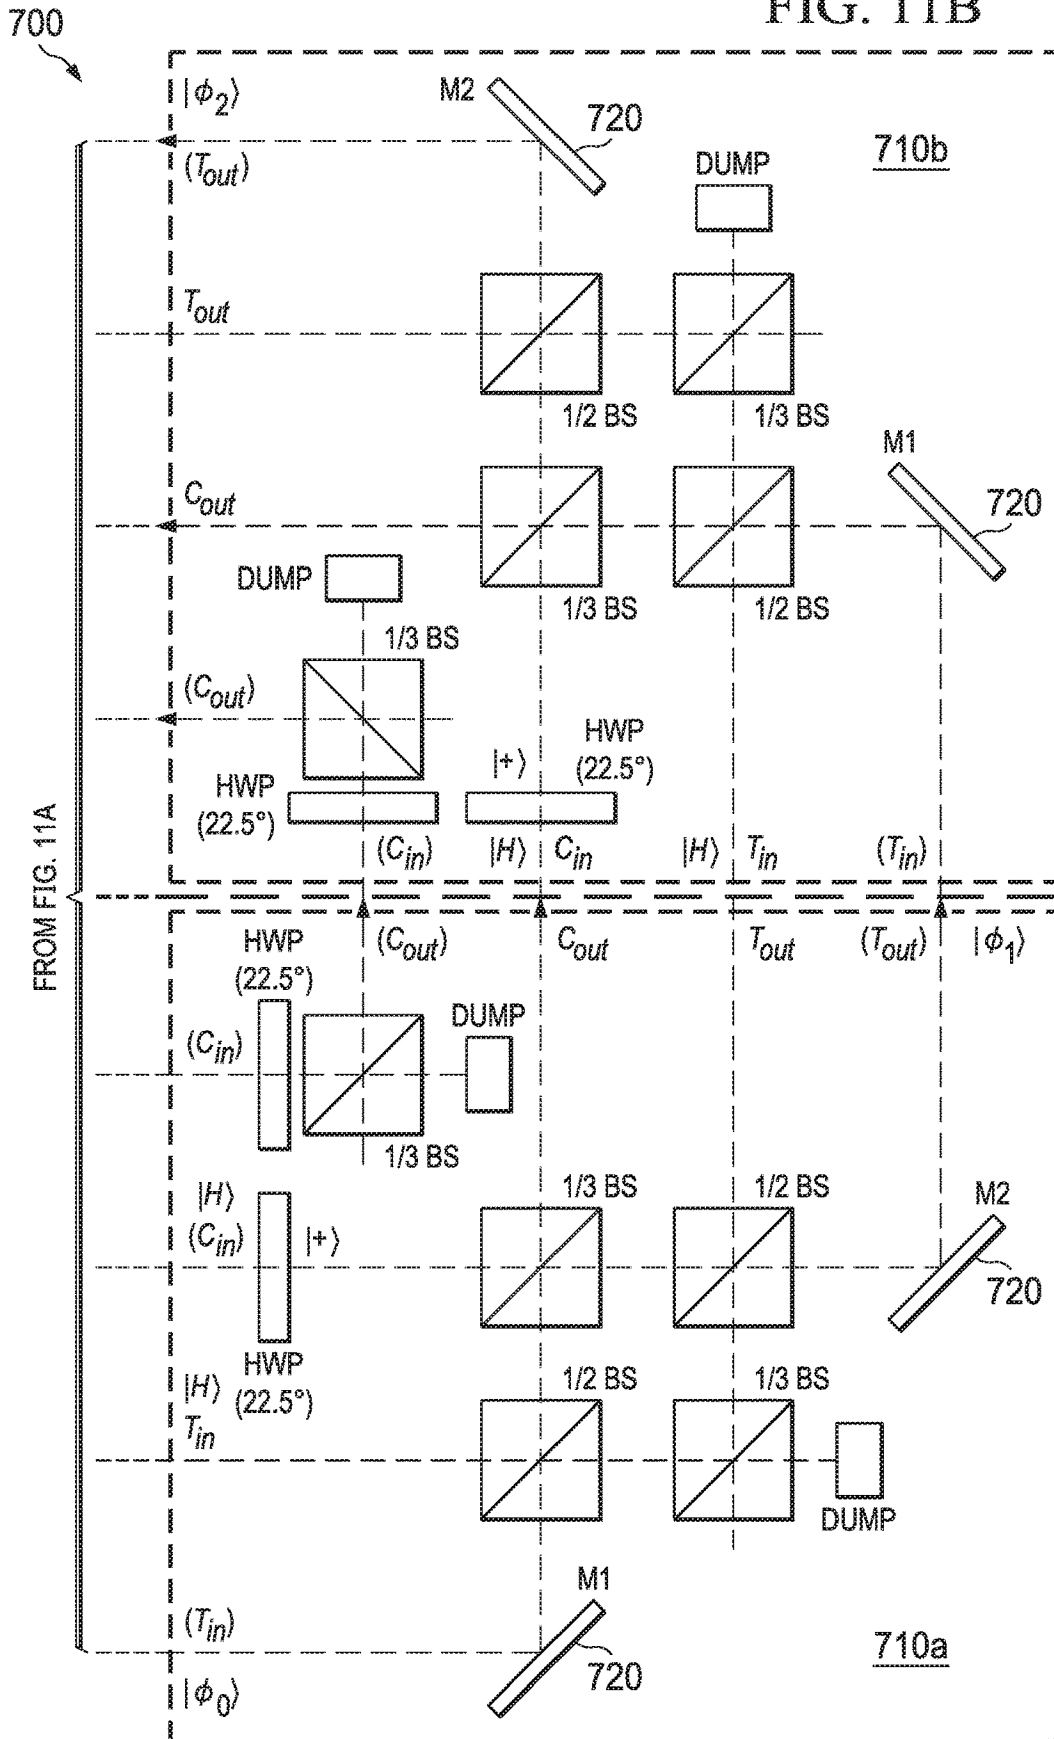 FIG. 11B
700
|ϕ2⟩
M2
720
710b
(Tout)
DUMP
Tout
1/2 BS
1/3 BS
M1
Cout
720
DUMP
1/3 BS
1/2 BS
1/3 BS
(Cout)
|+⟩
HWP
(22.5°)
HWP
(22.5°)
(Cin)
|H⟩
Cin
|H⟩
Tin
(Tin)
FROM FIG. 11A
(Cout)
Cout
Tout
(Tout)
|ϕ1⟩
HWP
(22.5°)
DUMP
(Cin)
1/3 BS
|H⟩
1/3 BS
1/2 BS
M2
(Cin)
|+⟩
720
HWP
(22.5°)
|H⟩
Tin
1/2 BS
1/3 BS
DUMP
M1
(Tin)
720
710a
|ϕ0⟩